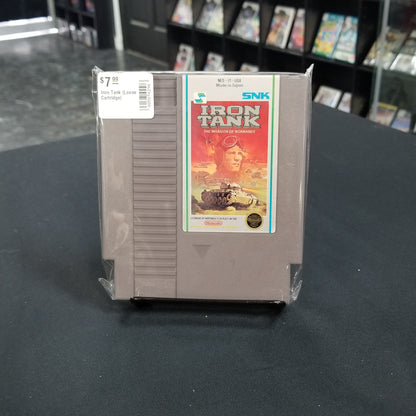 $7.99
Iron Tank (Loose
Cartridge)
NES-IT-USA
Made in Japan
SNK
IRON
TANK
THE INVASION OF NORMANDY
Nintendo